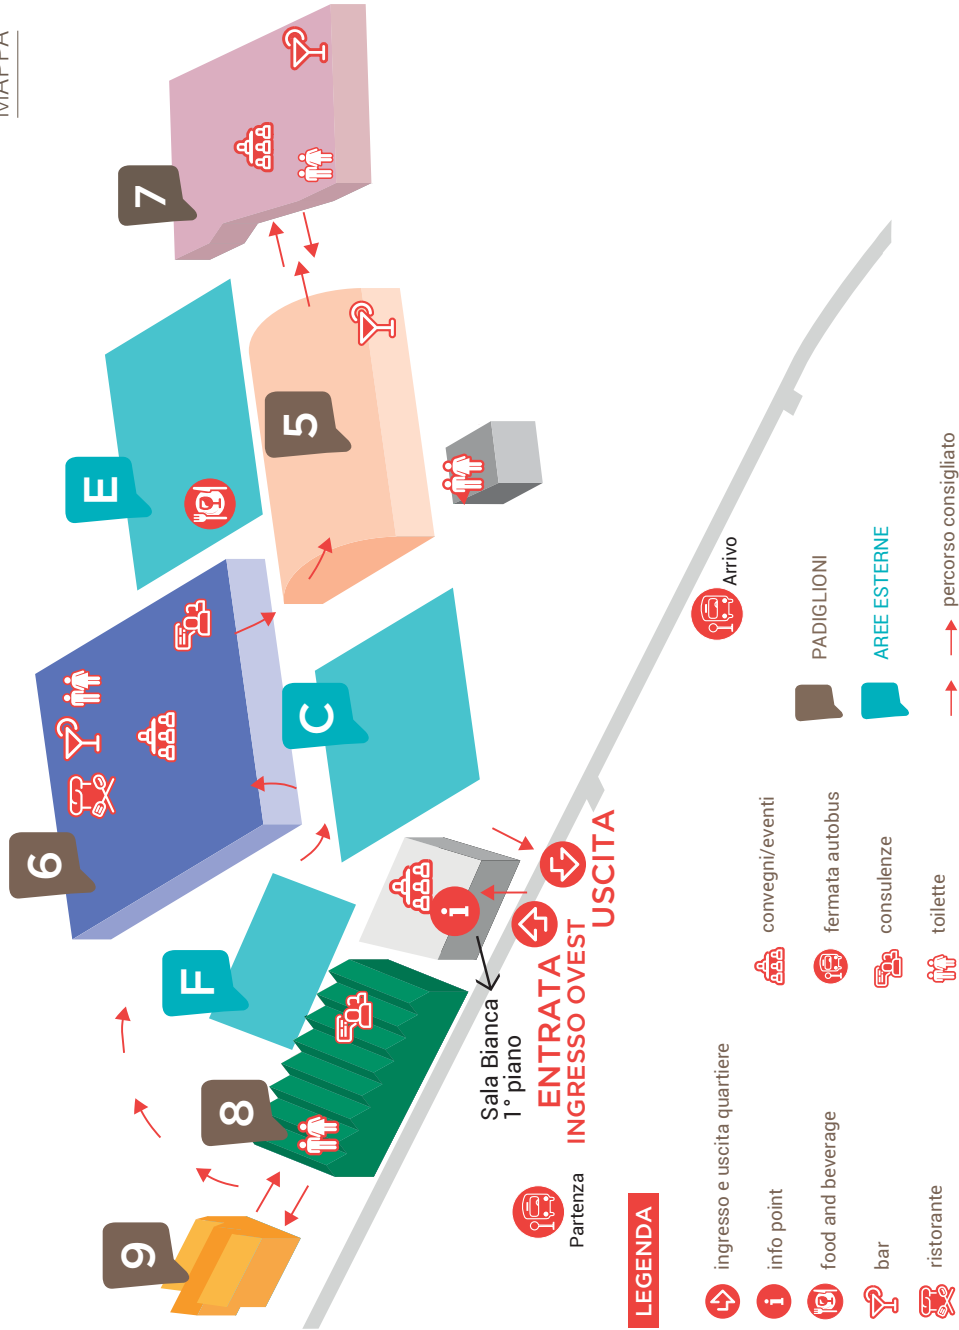 MAPPA
7
E
5
6
C
F
8
9
Sala Bianca
1° piano
ENTRATA
INGRESSO OVEST
USCITA
Partenza
Arrivo
LEGENDA
ingresso e uscita quartiere
info point
food and beverage
bar
ristorante
convegni/eventi
fermata autobus
consulenze
toilette
PADIGLIONI
AREE ESTERNE
percorso consigliato